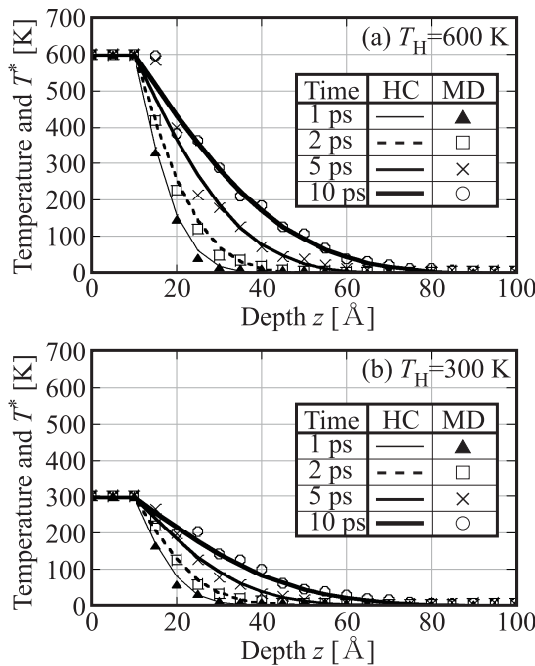 Temperature and T* [K]
700
600
500
400
300
200
100
0
(a) T_H=600 K
Time HC MD
1 ps
2 ps
5 ps
10 ps
0 20 40 60 80 100
Depth z [Å]
Temperature and T* [K]
700
600
500
400
300
200
100
0
(b) T_H=300 K
Time HC MD
1 ps
2 ps
5 ps
10 ps
0 20 40 60 80 100
Depth z [Å]